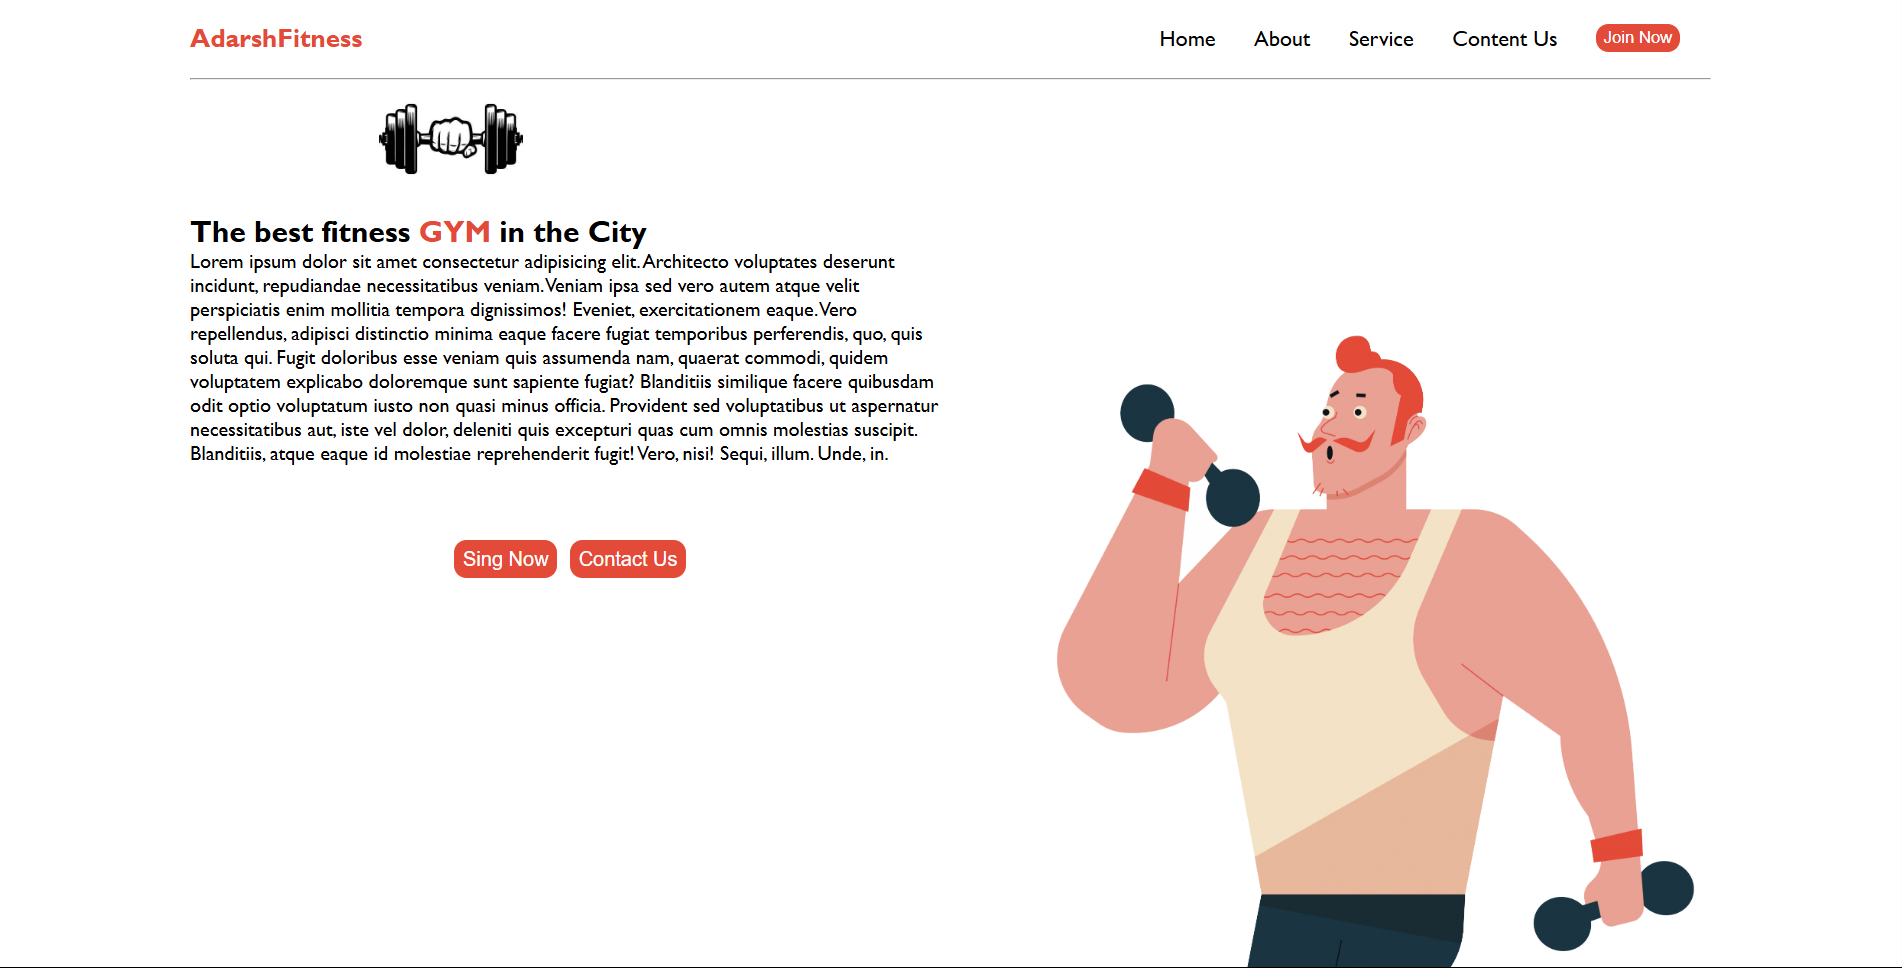 AdarshFitness
Home About Service Content Us Join Now
The best fitness GYM in the City
Lorem ipsum dolor sit amet consectetur adipisicing elit. Architecto voluptates deserunt
incidunt, repudiandae necessitatibus veniam. Veniam ipsa sed vero autem atque velit
perspiciatis enim mollitia tempora dignissimos! Eveniet, exercitationem eaque. Vero
repellendus, adipisci distinctio minima eaque facere fugiat temporibus perferendis, quo, quis
soluta qui. Fugit doloribus esse veniam quis assumenda nam, quaerat commodi, quidem
voluptatem explicabo doloremque sunt sapiente fugiat? Blanditiis similique facere quibusdam
odit optio voluptatum iusto non quasi minus officia. Provident sed voluptatibus ut aspernatur
necessitatibus aut, iste vel dolor, deleniti quis excepturi quas cum omnis molestias suscipit.
Blanditiis, atque eaque id molestiae reprehenderit fugit! Vero, nisi! Sequi, illum. Unde, in.
Sing Now Contact Us